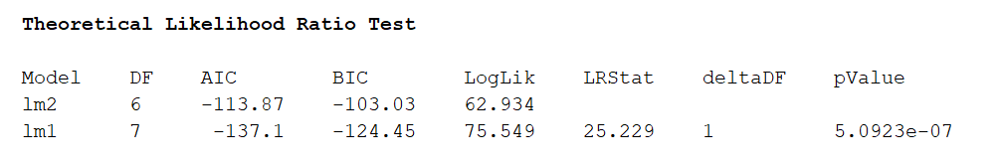 Theoretical Likelihood Ratio Test
Model DF AIC BIC LogLik LRStat deltaDF pValue
lm2 6 -113.87 -103.03 62.934
lm1 7 -137.1 -124.45 75.549 25.229 1 5.0923e-07